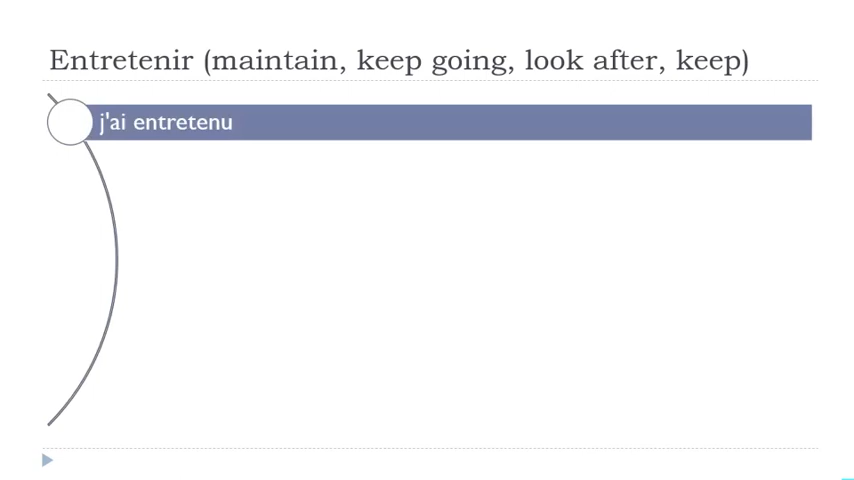 Entretenir (maintain, keep going, look after, keep)
j'ai entretenu